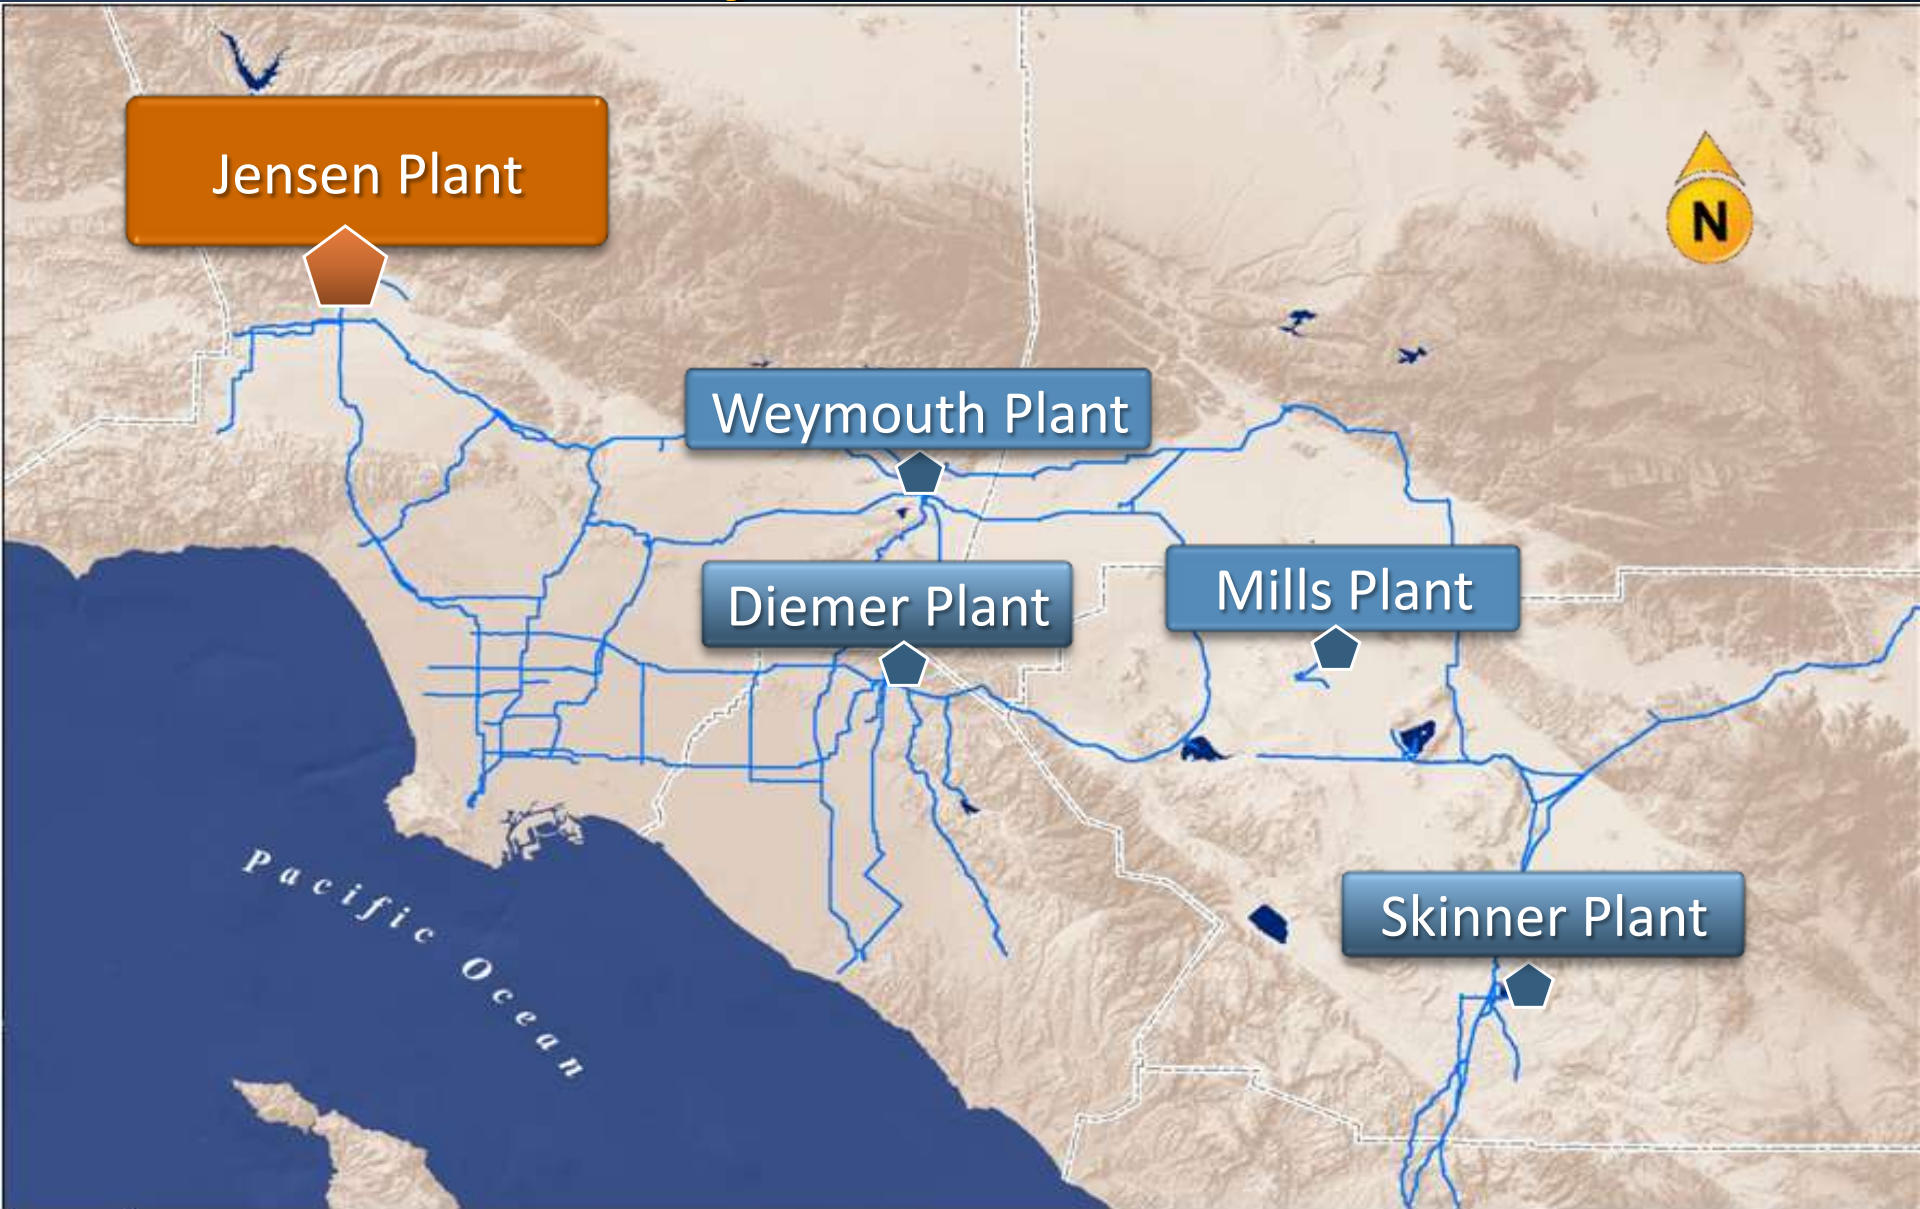 Jensen Plant
N
Weymouth Plant
Diemer Plant
Mills Plant
Skinner Plant
Pacific Ocean